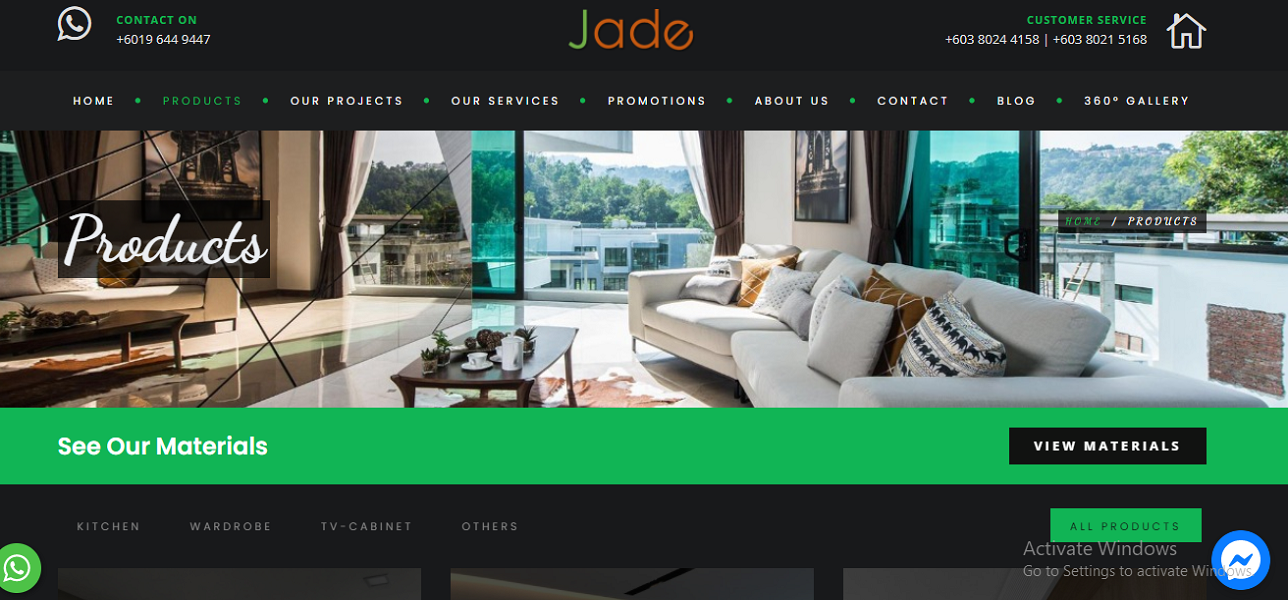 CONTACT ON
+6019 644 9447
Jade
CUSTOMER SERVICE
+603 8024 4158 | +603 8021 5168
HOME • PRODUCTS • OUR PROJECTS • OUR SERVICES • PROMOTIONS • ABOUT US • CONTACT • BLOG • 360° GALLERY
Products
HOME / PRODUCTS
See Our Materials
VIEW MATERIALS
KITCHEN WARDROBE TV-CABINET OTHERS
ALL PRODUCTS
Activate Windows
Go to Settings to activate Windows.